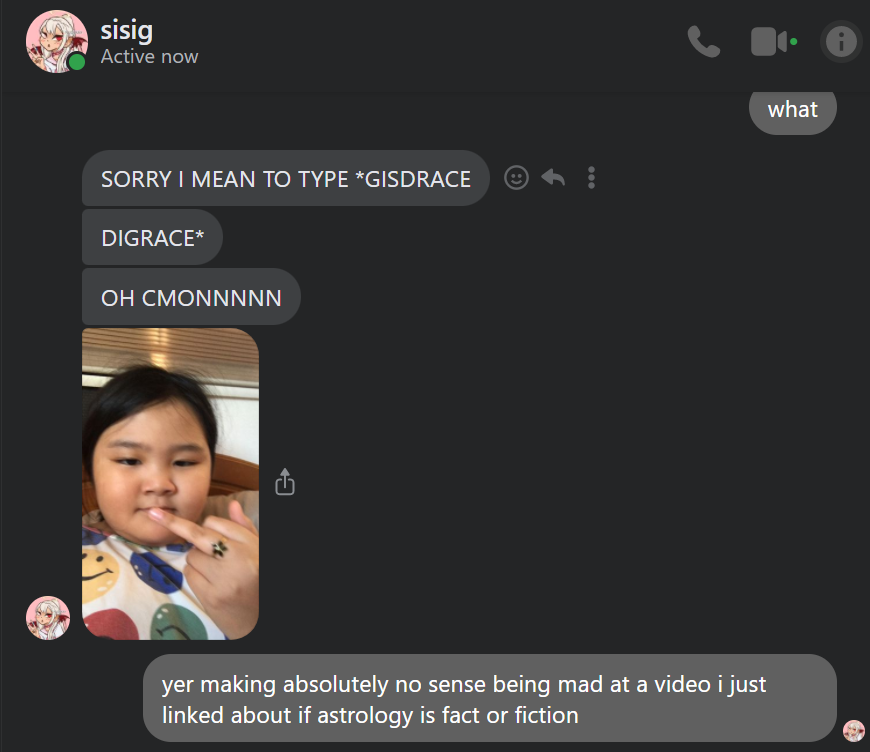 sisig
Active now
what
SORRY I MEAN TO TYPE *GISDRACE
DIGRACE*
OH CMONNNNN
yer making absolutely no sense being mad at a video i just
linked about if astrology is fact or fiction